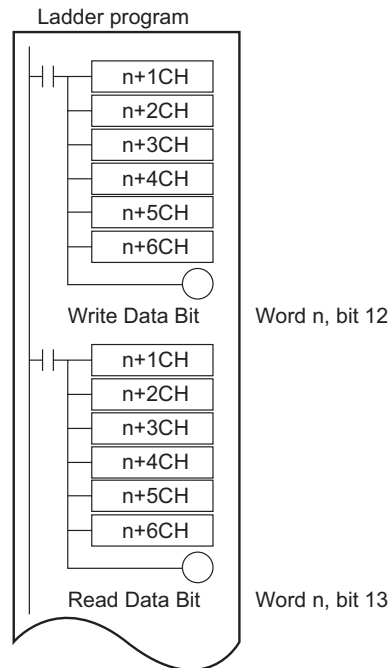 Ladder program
n+1CH
n+2CH
n+3CH
n+4CH
n+5CH
n+6CH
Write Data Bit Word n, bit 12
n+1CH
n+2CH
n+3CH
n+4CH
n+5CH
n+6CH
Read Data Bit Word n, bit 13